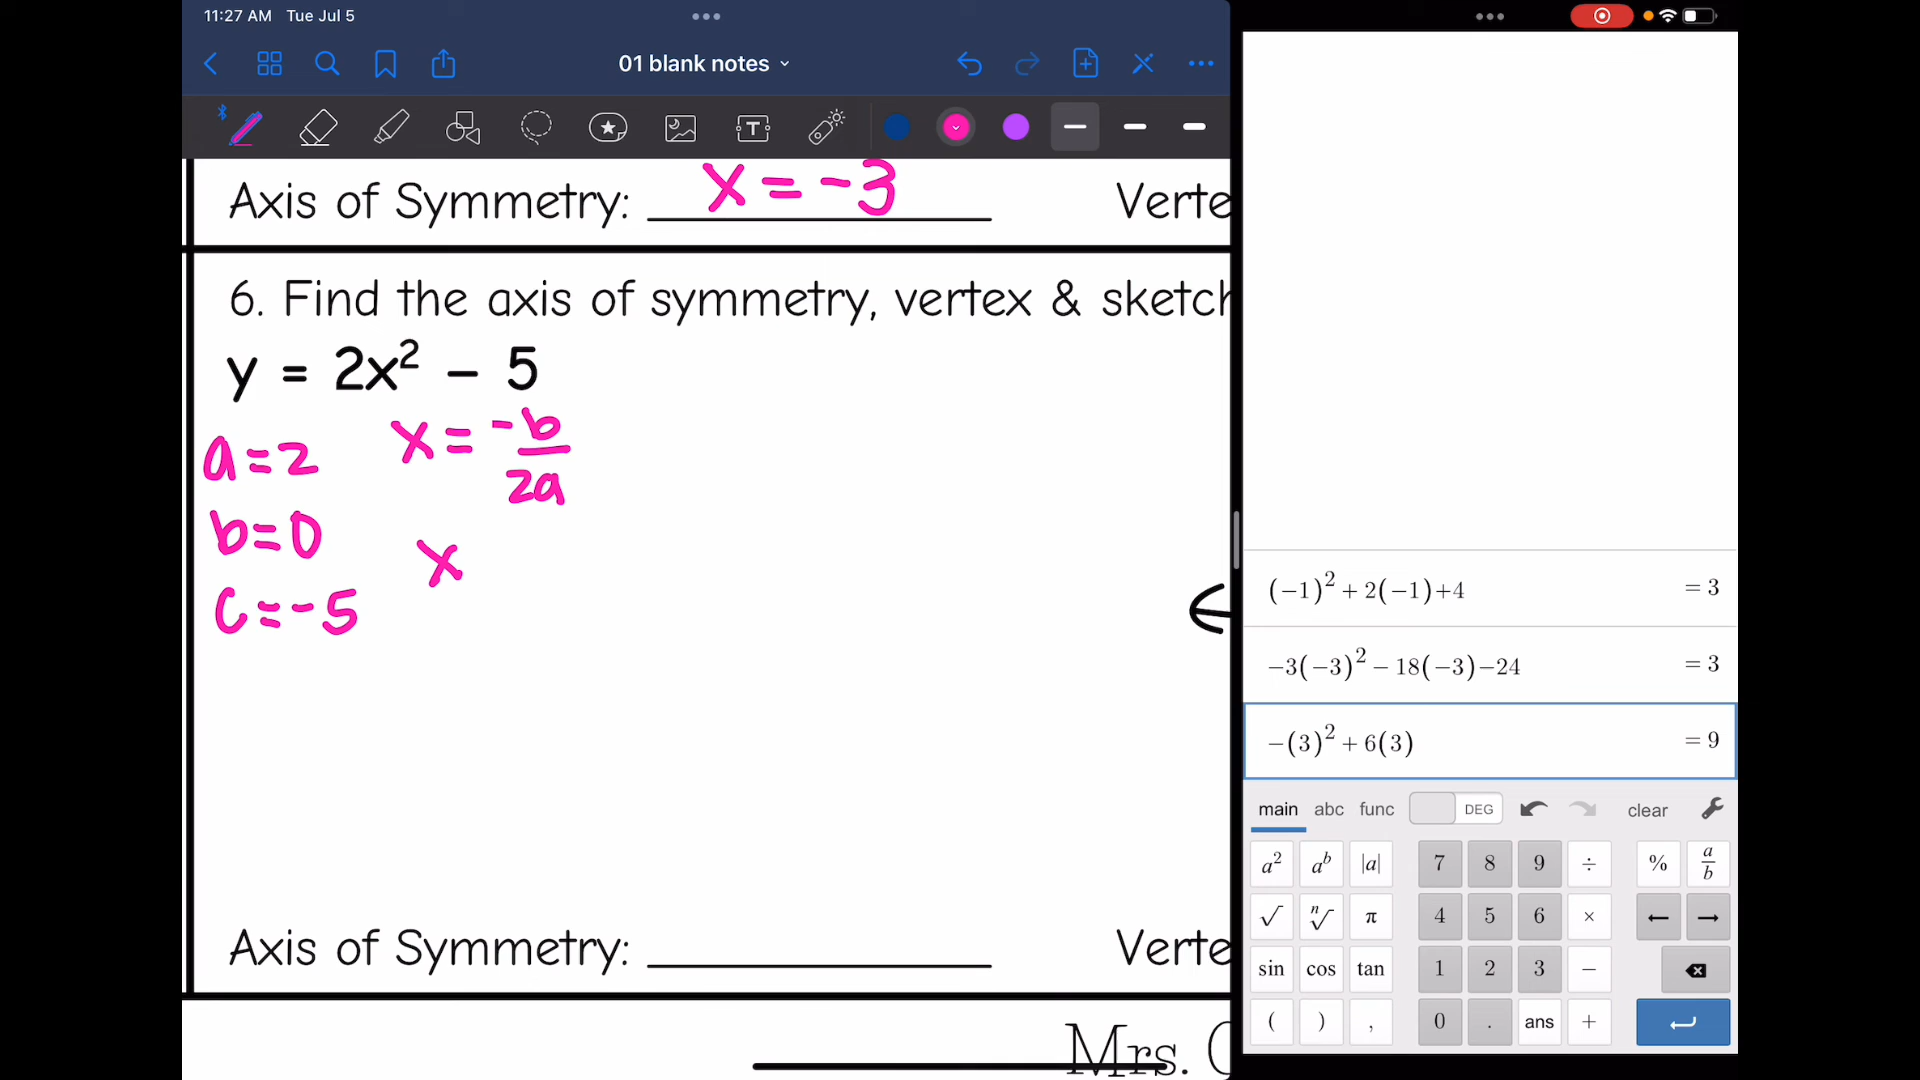 11:27 AM Tue Jul 5
01 blank notes
T
Axis of Symmetry: x = -3
Verte
6. Find the axis of symmetry, vertex & sketch
y = 2x² - 5
a = 2
x = -b/2a
b = 0
x
c = -5
Axis of Symmetry:
Verte
Mrs.
(−1)² + 2(−1)+4 = 3
−3(−3)² − 18(−3)−24 = 3
−(3)² + 6(3) = 9
main abc func DEG clear
a² aᵇ |a| 7 8 9 ÷ % a/b
√ ⁿ√ π 4 5 6 × ← →
sin cos tan 1 2 3 −
( ) , 0 . ans +